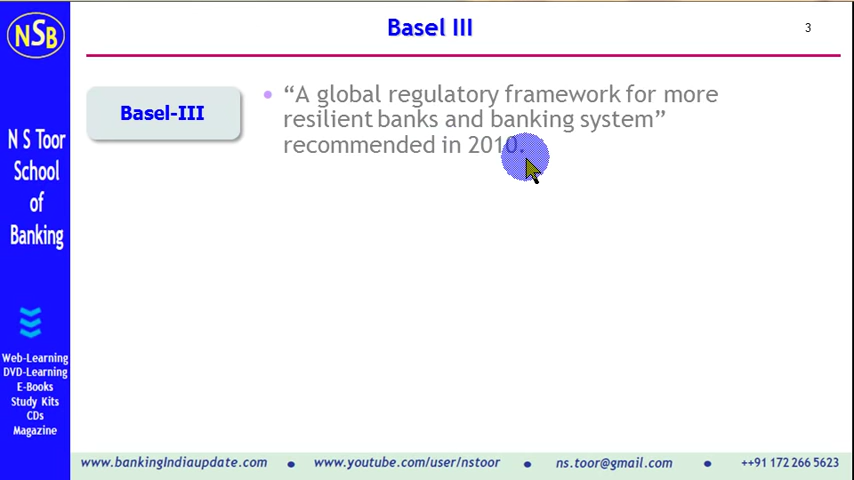 NSB
N S Toor
School
of
Banking
Web-Learning
DVD-Learning
E-Books
Study Kits
CDs
Magazine
Basel III
3
Basel-III
• “A global regulatory framework for more
resilient banks and banking system”
recommended in 2010.
www.bankingIndiaupdate.com • www.youtube.com/user/nstoor • ns.toor@gmail.com • ++91 172 266 5623